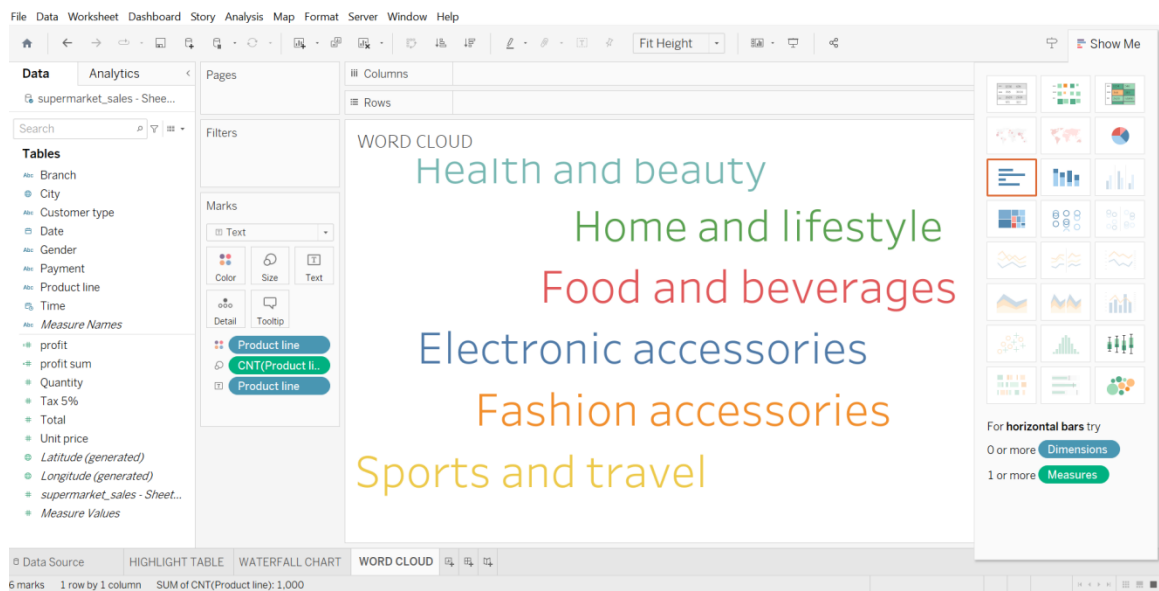 File Data Worksheet Dashboard Story Analysis Map Format Server Window Help
Fit Height
Show Me
Data Analytics
supermarket_sales - Shee...
Search
Tables
Abc Branch
City
Abc Customer type
Date
Abc Gender
Abc Payment
Abc Product line
Time
Abc Measure Names
profit
profit sum
Quantity
Tax 5%
Total
Unit price
Latitude (generated)
Longitude (generated)
supermarket_sales - Sheet...
Measure Values
Pages
Filters
Marks
Text
Color Size Text
Detail Tooltip
Product line
CNT(Product li..
Product line
Columns
Rows
WORD CLOUD
Health and beauty
Home and lifestyle
Food and beverages
Electronic accessories
Fashion accessories
Sports and travel
For horizontal bars try
0 or more Dimensions
1 or more Measures
Data Source HIGHLIGHT TABLE WATERFALL CHART WORD CLOUD
6 marks 1 row by 1 column SUM of CNT(Product line): 1,000